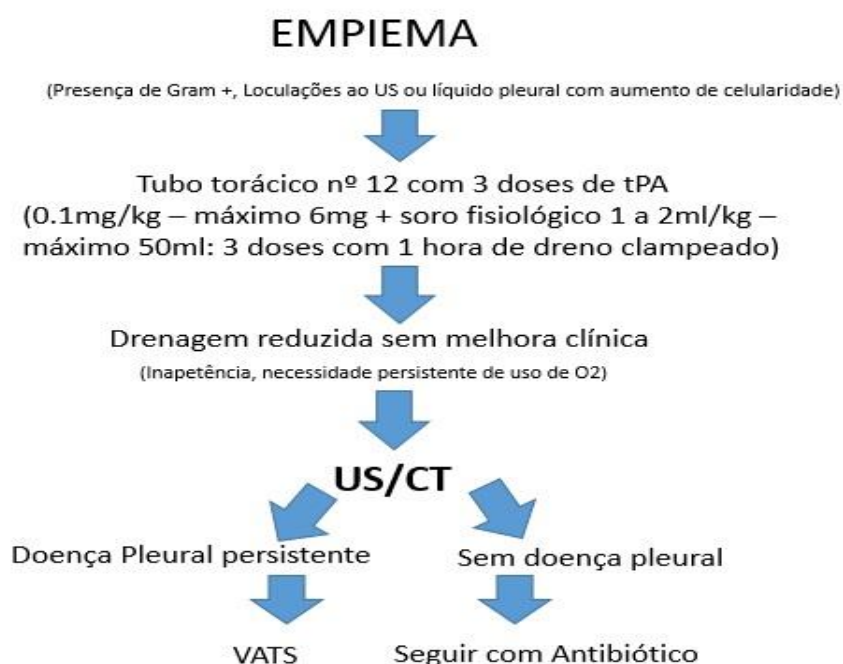 EMPIEMA
(Presença de Gram +, Loculações ao US ou líquido pleural com aumento de celularidade)
Tubo torácico nº 12 com 3 doses de tPA
(0.1mg/kg – máximo 6mg + soro fisiológico 1 a 2ml/kg –
máximo 50ml: 3 doses com 1 hora de dreno clampeado)
Drenagem reduzida sem melhora clínica
(Inapetência, necessidade persistente de uso de O2)
US/CT
Doença Pleural persistente
Sem doença pleural
VATS
Seguir com Antibiótico